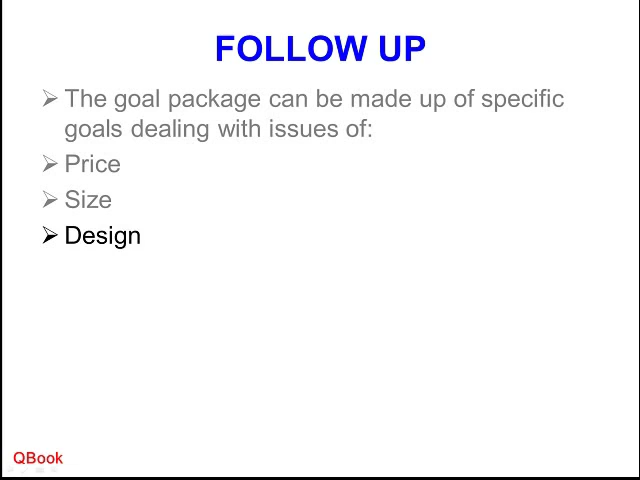 FOLLOW UP
The goal package can be made up of specific
goals dealing with issues of:
Price
Size
Design
QBook